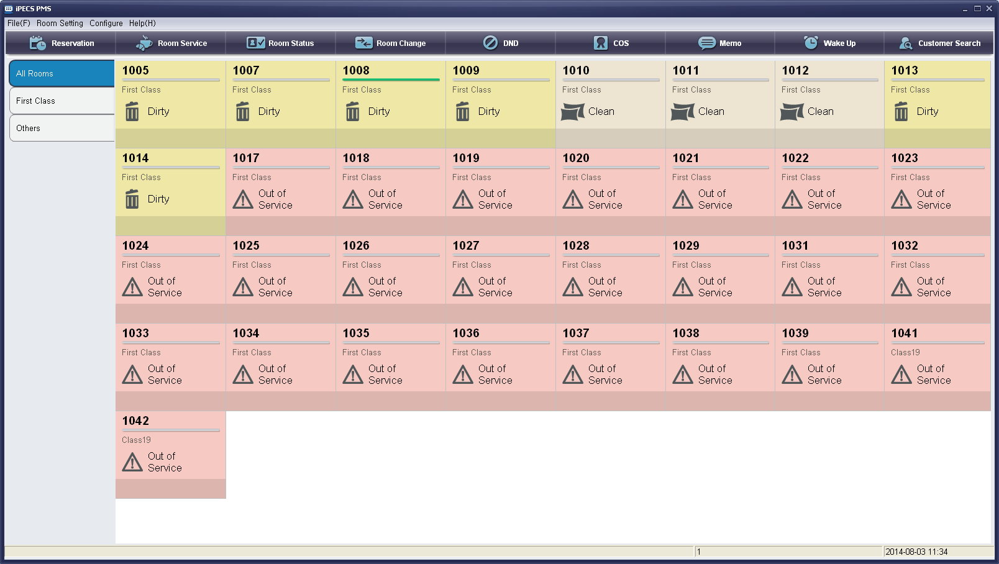 iPECS PMS
File(F) Room Setting Configure Help(H)
Reservation Room Service Room Status Room Change DND COS Memo Wake Up Customer Search
All Rooms
First Class
Others
1005 1007 1008 1009 1010 1011 1012 1013
First Class First Class First Class First Class First Class First Class First Class First Class
Dirty Dirty Dirty Dirty Clean Clean Clean Dirty
1014 1017 1018 1019 1020 1021 1022 1023
First Class First Class First Class First Class First Class First Class First Class First Class
Dirty Out of Out of Out of Out of Out of Out of Out of
Service Service Service Service Service Service Service
1024 1025 1026 1027 1028 1029 1031 1032
First Class First Class First Class First Class First Class First Class First Class First Class
Out of Out of Out of Out of Out of Out of Out of Out of
Service Service Service Service Service Service Service Service
1033 1034 1035 1036 1037 1038 1039 1041
First Class First Class First Class First Class First Class First Class First Class Class19
Out of Out of Out of Out of Out of Out of Out of Out of
Service Service Service Service Service Service Service Service
1042
Class19
Out of
Service
1 2014-08-03 11:34